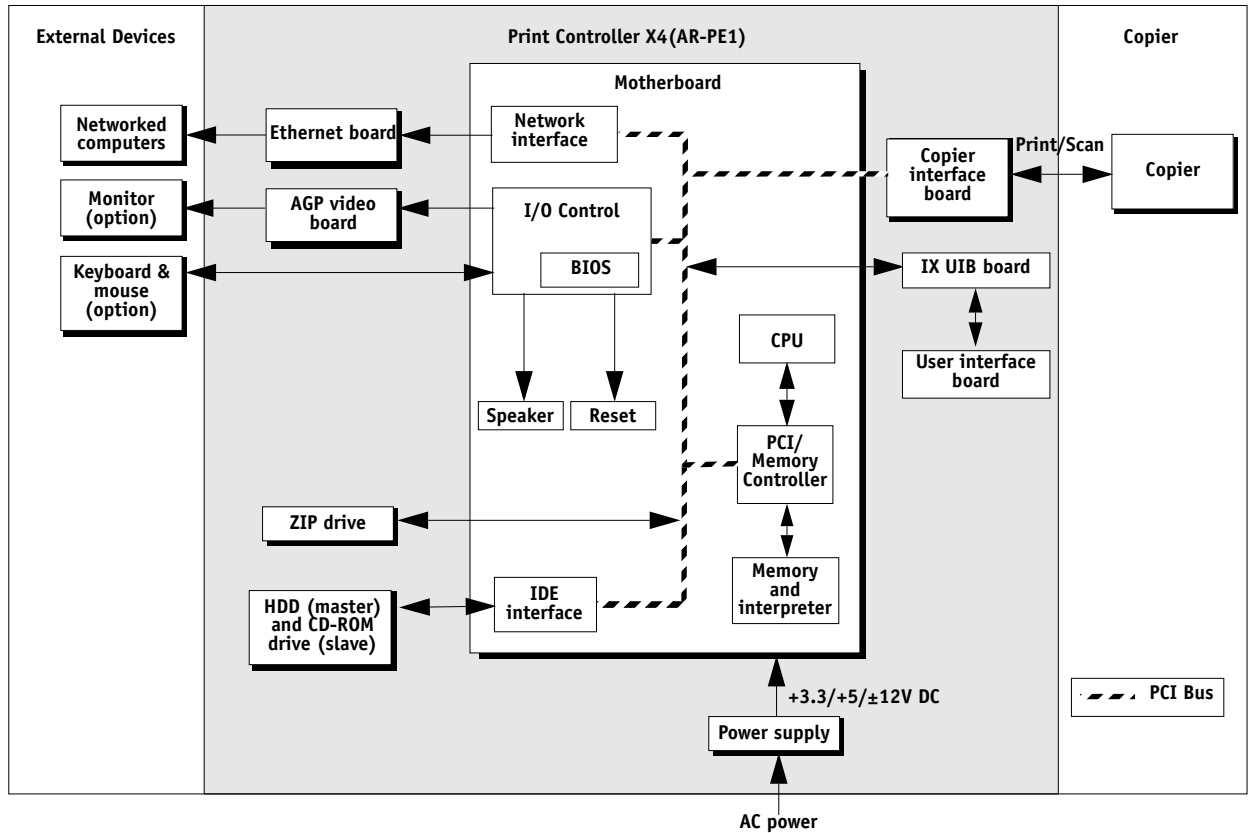 External Devices
Print Controller X4(AR-PE1)
Copier
Motherboard
Networked
computers
Ethernet board
Network
interface
Copier
interface
board
Print/Scan
Copier
Monitor
(option)
AGP video
board
I/O Control
BIOS
Keyboard &
mouse
(option)
IX UIB board
CPU
User interface
board
Speaker
Reset
PCI/
Memory
Controller
ZIP drive
Memory
and
interpreter
IDE
interface
HDD (master)
and CD-ROM
drive (slave)
+3.3/+5/±12V DC
PCI Bus
Power supply
AC power